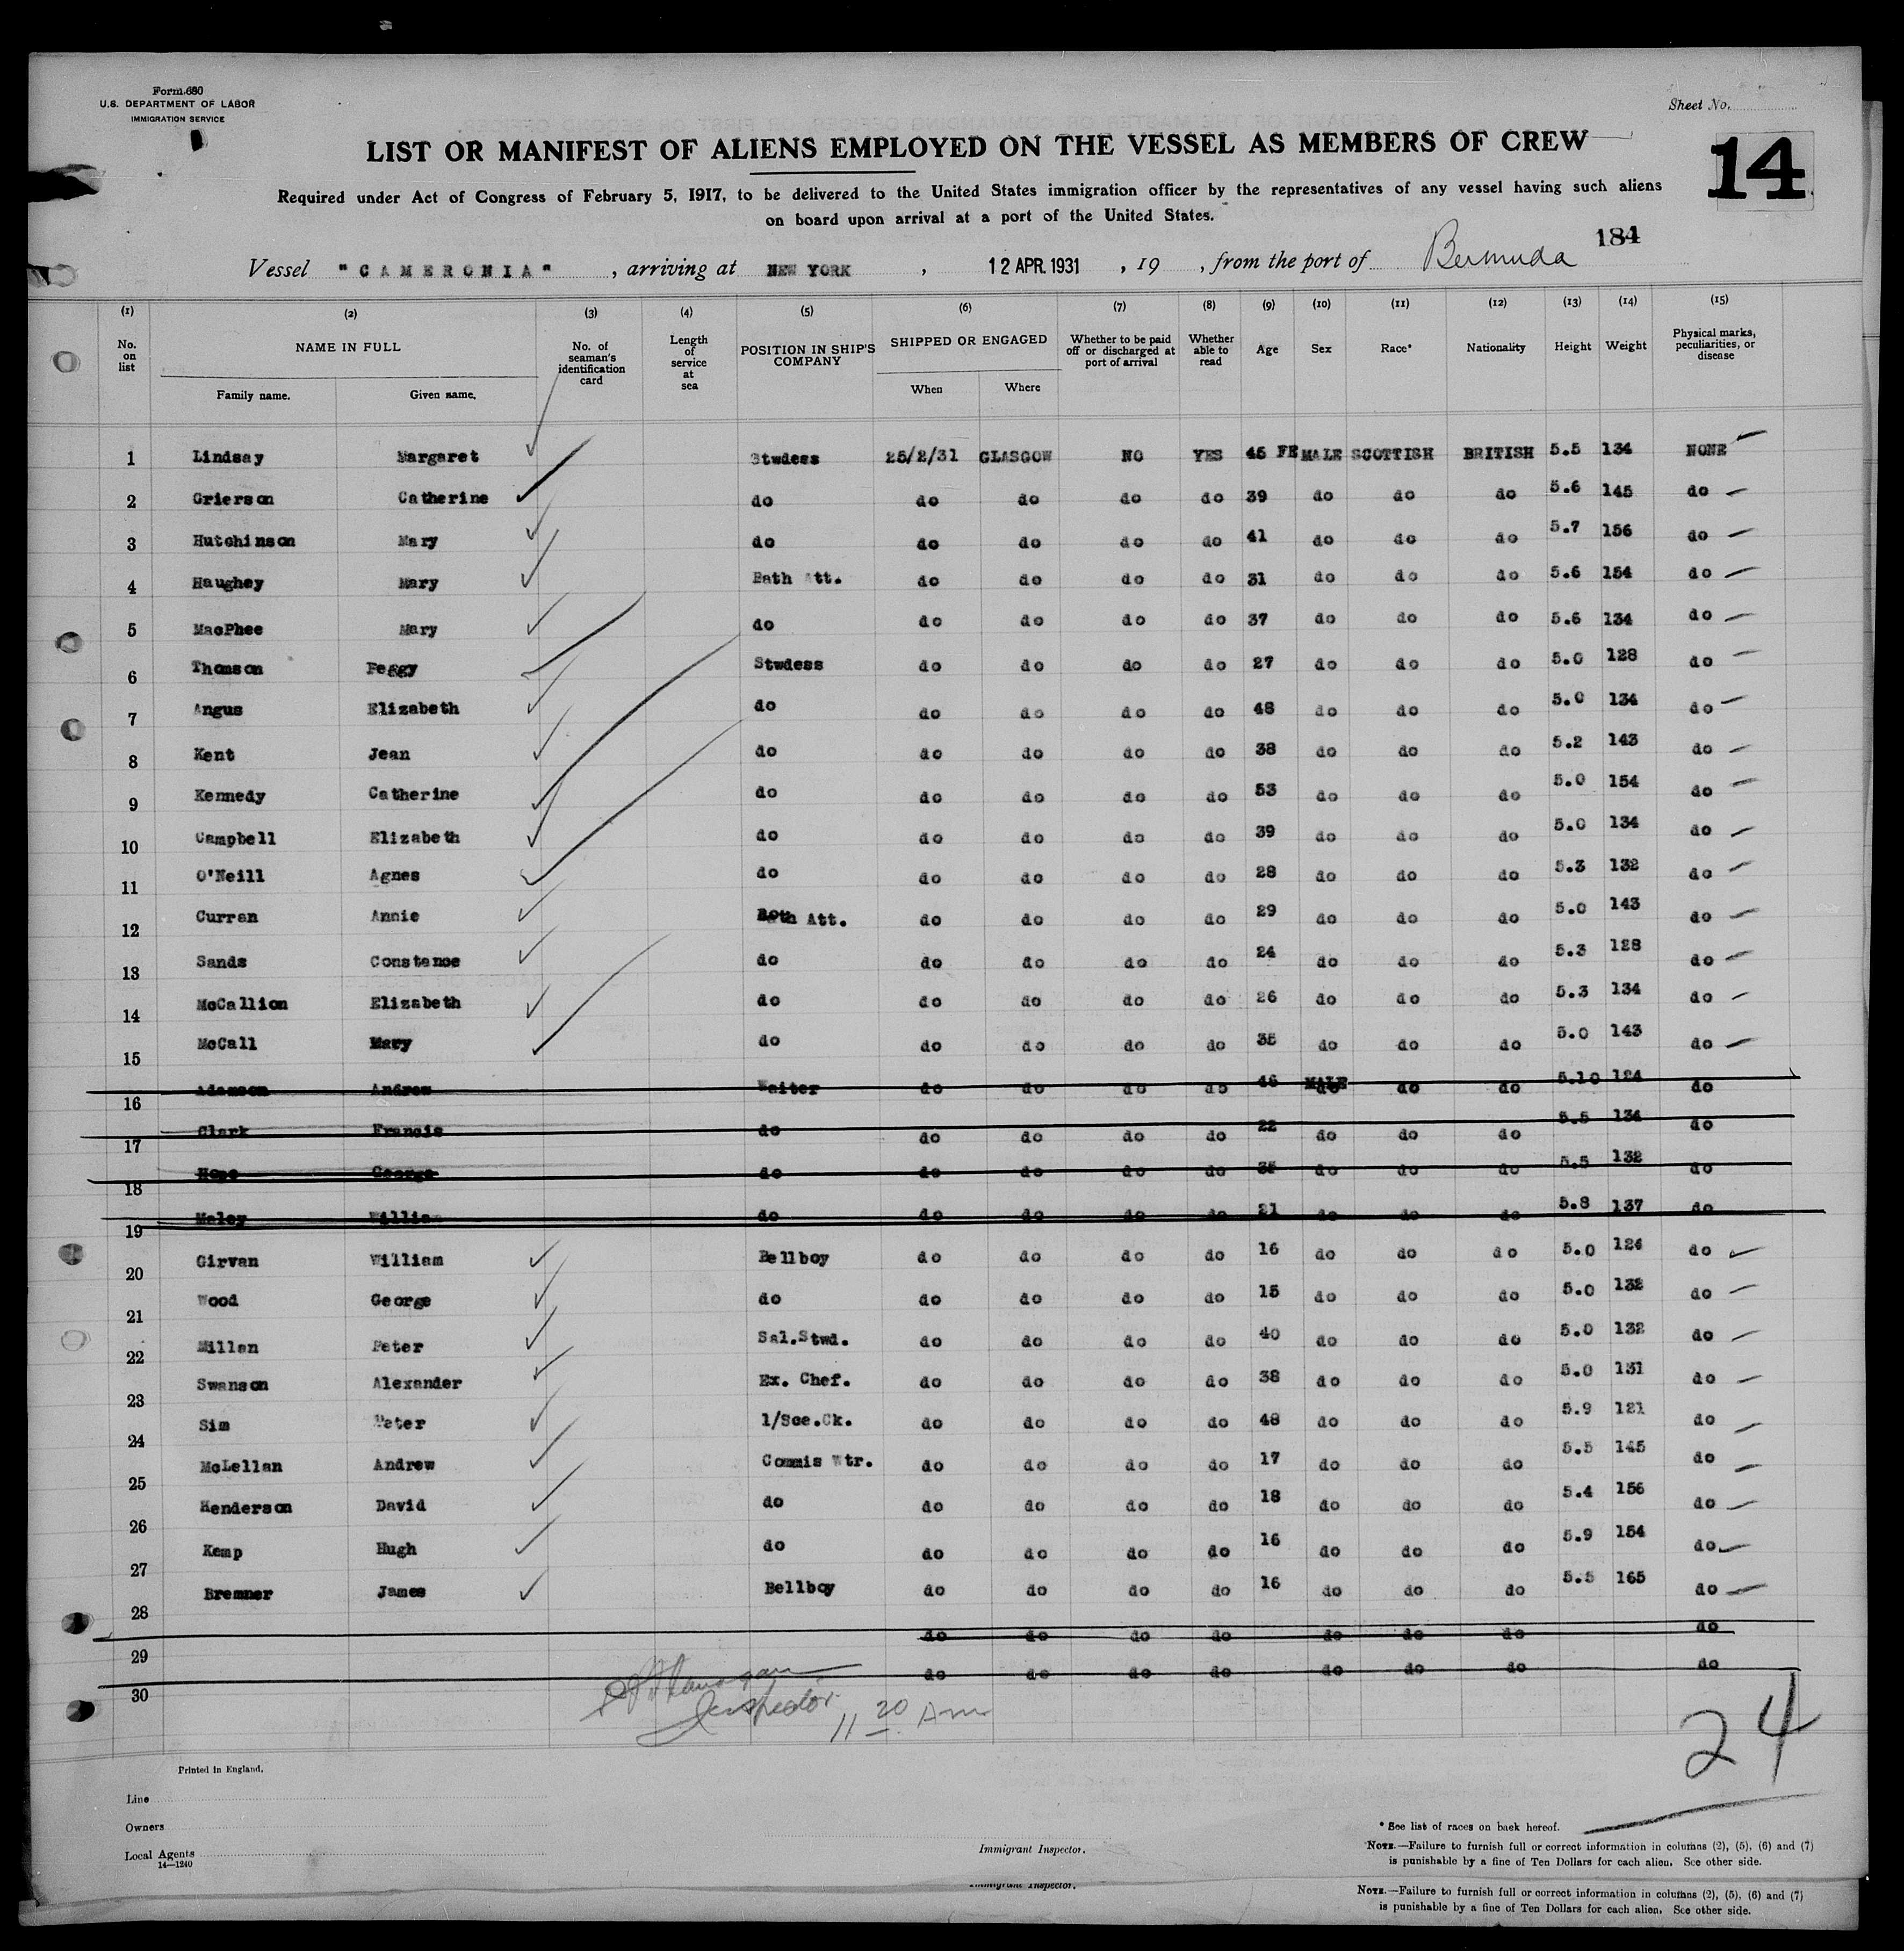 Form 680
U.S. DEPARTMENT OF LABOR
IMMIGRATION SERVICE
Sheet No.
14
LIST OR MANIFEST OF ALIENS EMPLOYED ON THE VESSEL AS MEMBERS OF CREW
Required under Act of Congress of February 5, 1917, to be delivered to the United States immigration officer by the representatives of any vessel having such aliens
on board upon arrival at a port of the United States.
184
Vessel "CAMERONIA", arriving at NEW YORK, 12 APR. 1931, 19 , from the port of Bermuda
(1) (2) (3) (4) (5) (6) (7) (8) (9) (10) (11) (12) (13) (14) (15)
No. on list NAME IN FULL Family name. Given name. No. of seaman's identification card Length of service at sea POSITION IN SHIP'S COMPANY SHIPPED OR ENGAGED When Where Whether to be paid off or discharged at port of arrival Whether able to read Age Sex Race* Nationality Height Weight Physical marks, peculiarities, or disease
1 Lindsay Margaret Stwdess 25/2/31 GLASGOW NO YES 45 FEMALE SCOTTISH BRITISH 5.5 134 NONE
2 Grierson Catherine do do do do do 39 do do do 5.6 145 do
3 Hutchinson Mary do do do do do 41 do do do 5.7 156 do
4 Haughey Mary Bath Att. do do do do 31 do do do 5.6 154 do
5 MacPhee Mary do do do do do 37 do do do 5.6 134 do
6 Thomson Peggy Stwdess do do do do 27 do do do 5.0 128 do
7 Angus Elizabeth do do do do do 48 do do do 5.0 134 do
8 Kent Jean do do do do do 38 do do do 5.2 143 do
9 Kennedy Catherine do do do do do 53 do do do 5.0 154 do
10 Campbell Elizabeth do do do do do 39 do do do 5.0 134 do
11 O'Neill Agnes do do do do do 28 do do do 5.3 132 do
12 Curran Annie Bath Att. do do do do 29 do do do 5.0 143 do
13 Sands Constance do do do do do 24 do do do 5.3 128 do
14 McCallion Elizabeth do do do do do 26 do do do 5.3 134 do
15 McCall Mary do do do do do 35 do do do 5.0 143 do
16 Adamson Andrew Waiter do do do do 46 MALE do do 5.10 124 do
17 Clark Francis do do do do do 22 do do do 5.5 134 do
18 Hope George do do do do do 35 do do do 5.5 132 do
19 Maley William do do do do do 21 do do do 5.8 137 do
20 Girvan William Bellboy do do do do 16 do do do 5.0 124 do
21 Wood George do do do do do 15 do do do 5.0 132 do
22 Millan Peter Sal.Stwd. do do do do 40 do do do 5.0 132 do
23 Swanson Alexander Ex. Chef. do do do do 38 do do do 5.0 131 do
24 Sim Peter 1/Sce.Ck. do do do do 48 do do do 5.9 121 do
25 McLellan Andrew Commis Wtr. do do do do 17 do do do 5.5 145 do
26 Henderson David do do do do do 18 do do do 5.4 156 do
27 Kemp Hugh do do do do do 16 do do do 5.9 154 do
28 Bremner James Bellboy do do do do 16 do do do 5.5 165 do
29 do do do do do do do do
30 do do do do do do do do
Inspector
11 20 Am
24
Printed in England.
Line
Owners
Local Agents
14—1240
Immigrant Inspector.
* See list of races on back hereof.
NOTE.—Failure to furnish full or correct information in columns (2), (5), (6) and (7)
is punishable by a fine of Ten Dollars for each alien. See other side.
Immigrant Inspector.
NOTE.—Failure to furnish full or correct information in columns (2), (5), (6) and (7)
is punishable by a fine of Ten Dollars for each alien. See other side.